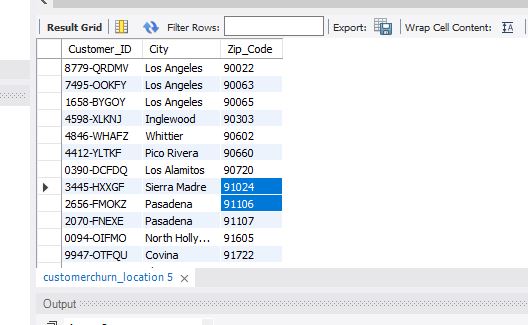 Result Grid Filter Rows: Export: Wrap Cell Content:
Customer_ID City Zip_Code
8779-QRDMV Los Angeles 90022
7495-OOKFY Los Angeles 90063
1658-BYGOY Los Angeles 90065
4598-XLKNJ Inglewood 90303
4846-WHAFZ Whittier 90602
4412-YLTKF Pico Rivera 90660
0390-DCFDQ Los Alamitos 90720
3445-HXXGF Sierra Madre 91024
2656-FMOKZ Pasadena 91106
2070-FNEXE Pasadena 91107
0094-OIFMO North Holly... 91605
9947-OTFQU Covina 91722
customerchurn_location 5
Output